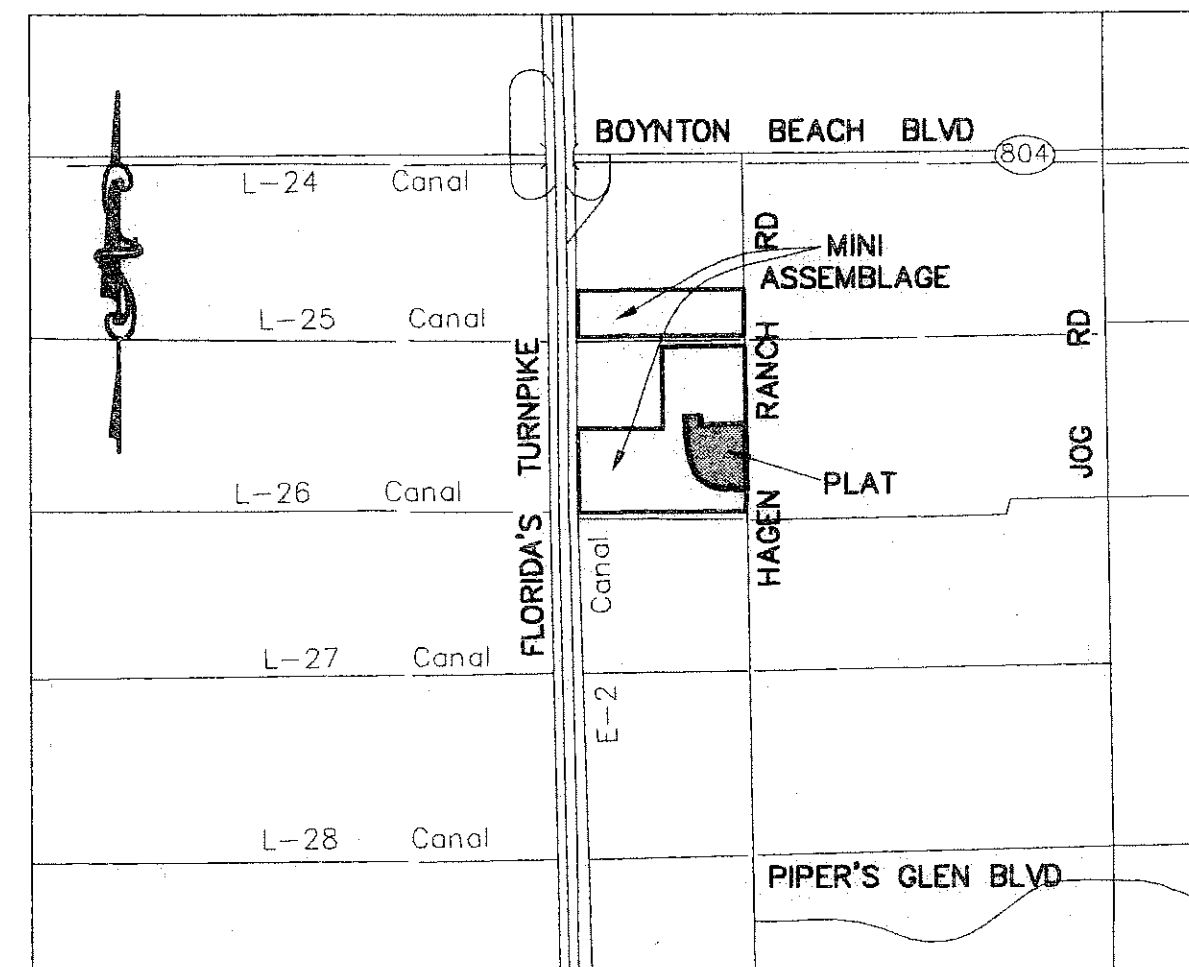 BOYNTON BEACH BLVD
804
L-24 Canal
RD
MINI
ASSEMBLAGE
L-25 Canal
RD
FLORIDA'S TURNPIKE
HAGEN RANCH
JOG
PLAT
L-26 Canal
E-2 Canal
L-27 Canal
L-28 Canal
PIPER'S GLEN BLVD